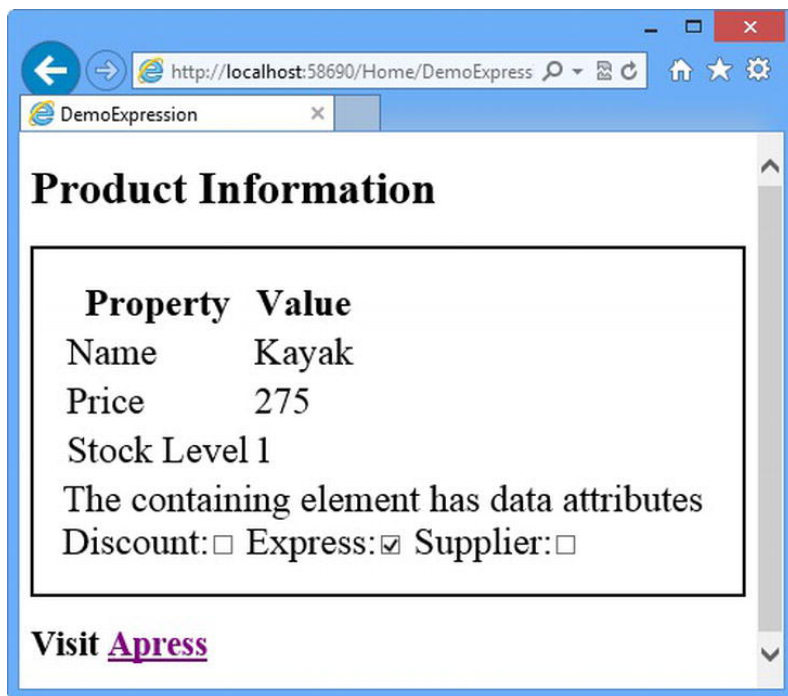 http://localhost:58690/Home/DemoExpress
DemoExpression
Product Information
Property Value
Name Kayak
Price 275
Stock Level 1
The containing element has data attributes
Discount: Express: Supplier:
Visit Apress